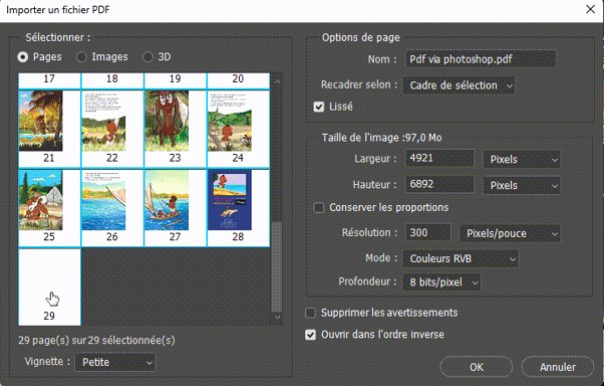 Importer un fichier PDF
Sélectionner :
Pages
Images
3D
17
18
19
20
21
22
23
24
25
26
27
28
29
29 page(s) sur 29 sélectionnée(s)
Vignette : Petite
Options de page
Nom : Pdf via photoshop.pdf
Recadrer selon : Cadre de sélection
Lissé
Taille de l'image :97,0 Mo
Largeur : 4921 Pixels
Hauteur : 6892 Pixels
Conserver les proportions
Résolution : 300 Pixels/pouce
Mode : Couleurs RVB
Profondeur : 8 bits/pixel
Supprimer les avertissements
Ouvrir dans l'ordre inverse
OK
Annuler